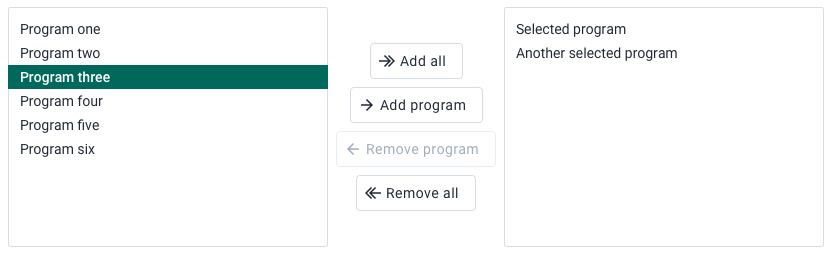 Program one
Program two
Program three
Program four
Program five
Program six
Add all
Add program
Remove program
Remove all
Selected program
Another selected program